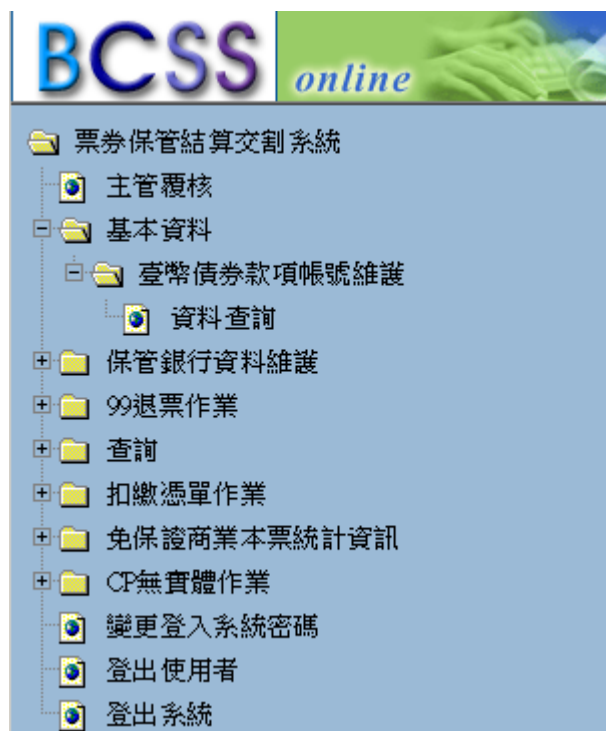 BCSS online
票券保管結算交割系統
主管覆核
基本資料
臺幣債券款項帳號維護
資料查詢
保管銀行資料維護
99退票作業
查詢
扣繳憑單作業
免保證商業本票統計資訊
CP無實體作業
變更登入系統密碼
登出使用者
登出系統